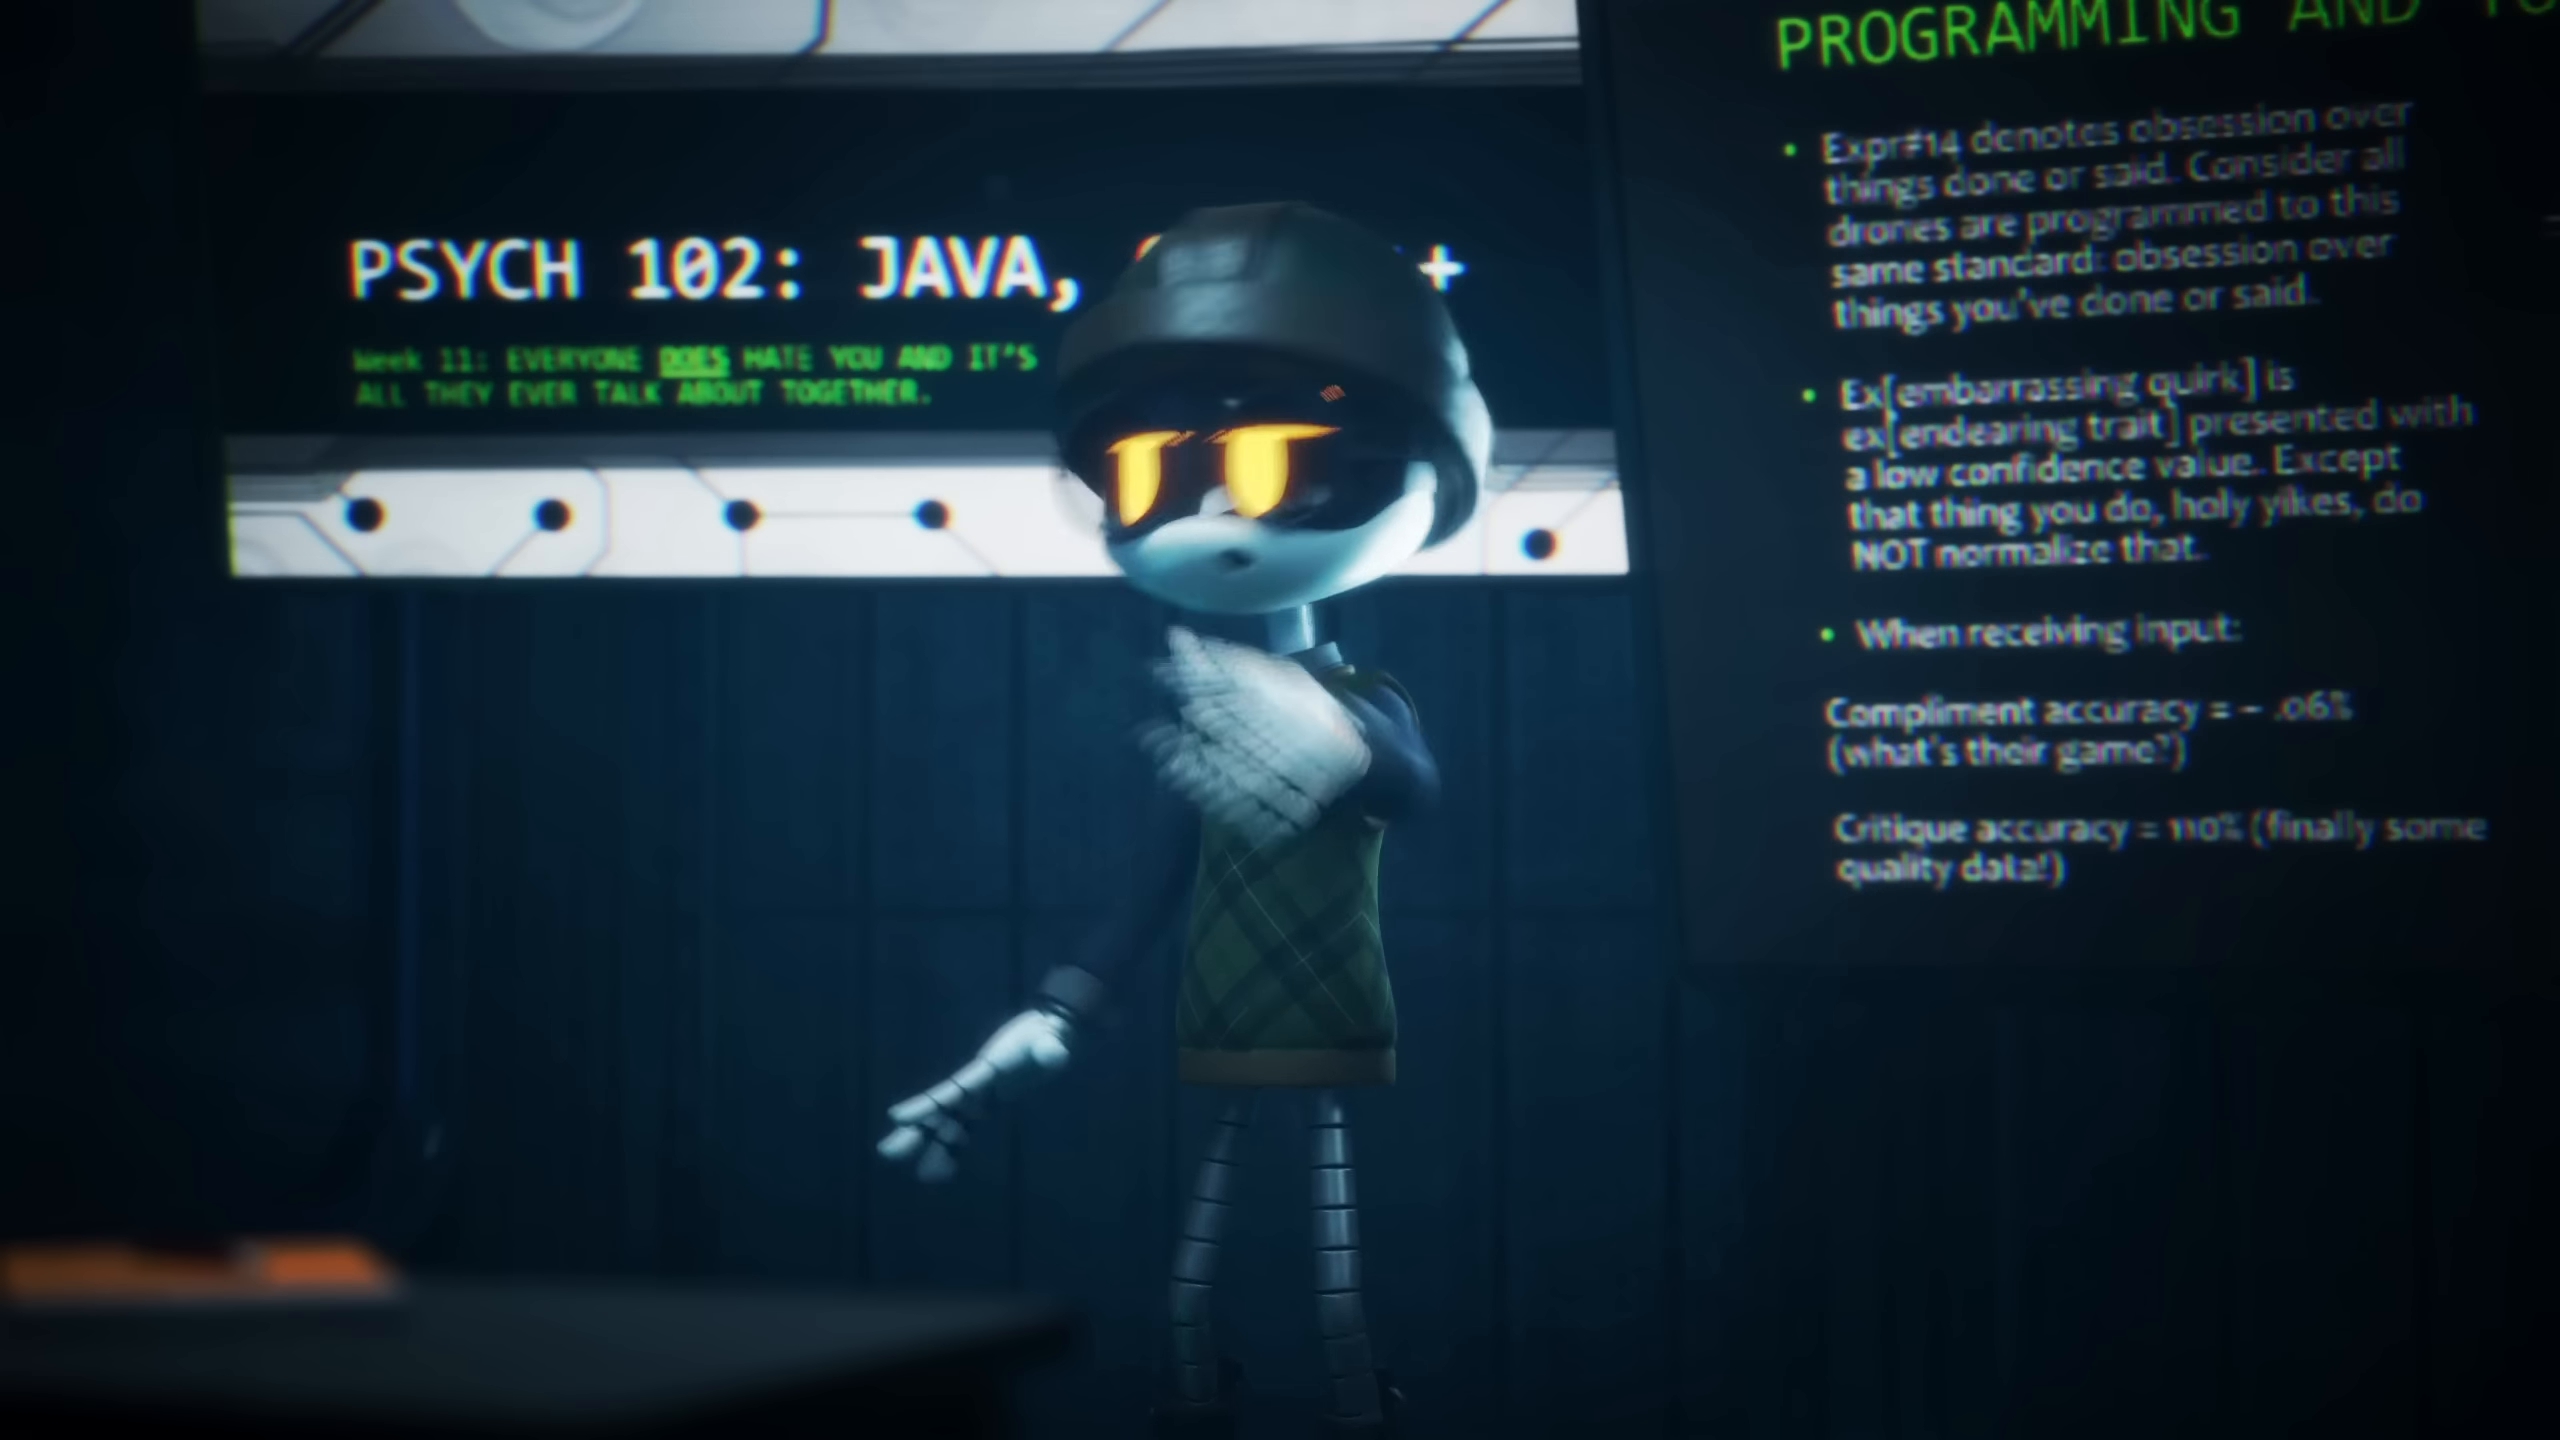 PSYCH 102: JAVA, +
Week 11: EVERYONE DOES HATE YOU AND IT'S
ALL THEY EVER TALK ABOUT TOGETHER.
PROGRAMMING AND
• Expr#14 denotes obsession over
things done or said. Consider all
drones are programmed to this
same standard: obsession over
things you've done or said.
• Ex[embarrassing quirk] is
ex[endearing trait] presented with
a low confidence value. Except
that thing you do, holy yikes, do
NOT normalize that.
• When receiving input:
Compliment accuracy = - .06%
(what's their game?)
Critique accuracy = 110% (finally some
quality data!)